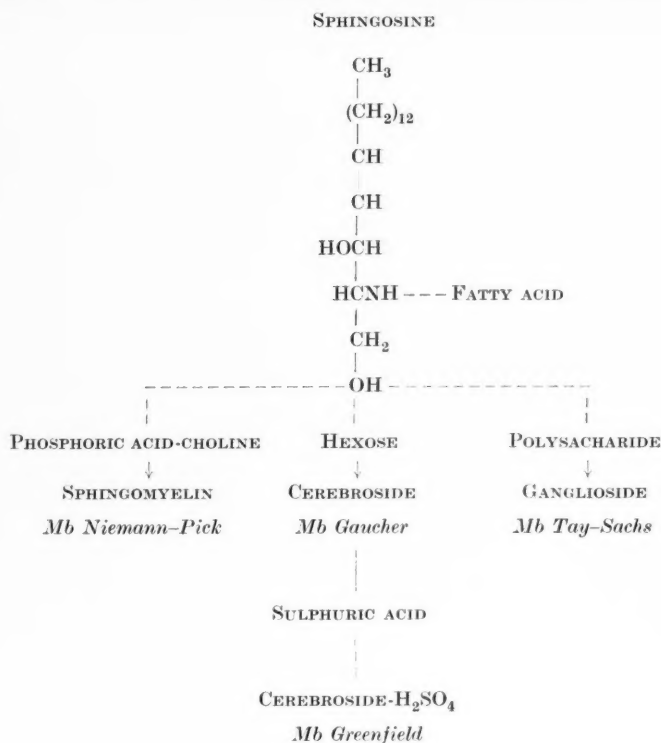 SPHINGOSINE
CH₃
(CH₂)₁₂
CH
CH
HOCH
HCNH --- FATTY ACID
CH₂
OH
PHOSPHORIC ACID-CHOLINE HEXOSE POLYSACHARIDE
SPHINGOMYELIN CEREBROSIDE GANGLIOSIDE
Mb Niemann–Pick Mb Gaucher Mb Tay–Sachs
SULPHURIC ACID
CEREBROSIDE-H₂SO₄
Mb Greenfield